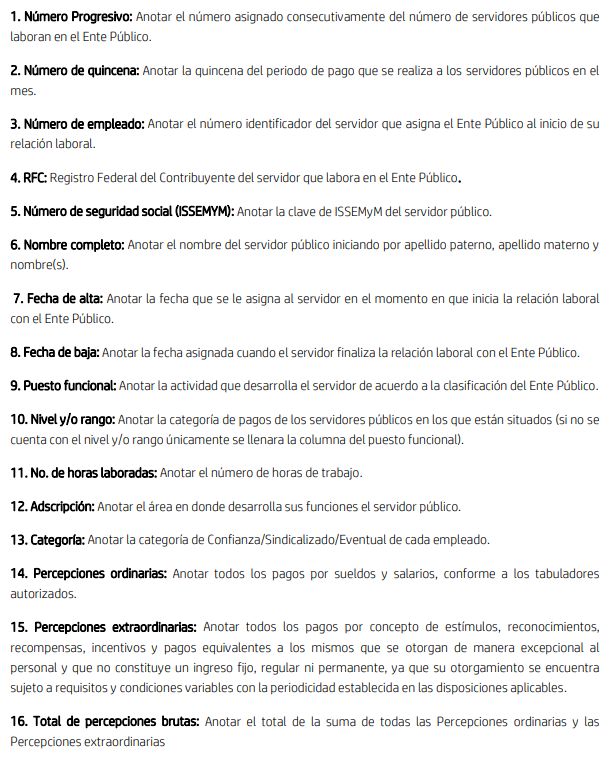 1. Número Progresivo: Anotar el número asignado consecutivamente del número de servidores públicos que
laboran en el Ente Público.
2. Número de quincena: Anotar la quincena del periodo de pago que se realiza a los servidores públicos en el
mes.
3. Número de empleado: Anotar el número identificador del servidor que asigna el Ente Público al inicio de su
relación laboral.
4. RFC: Registro Federal del Contribuyente del servidor que labora en el Ente Público.
5. Número de seguridad social (ISSEMYM): Anotar la clave de ISSEMyM del servidor público.
6. Nombre completo: Anotar el nombre del servidor público iniciando por apellido paterno, apellido materno y
nombre(s).
7. Fecha de alta: Anotar la fecha que se le asigna al servidor en el momento en que inicia la relación laboral
con el Ente Público.
8. Fecha de baja: Anotar la fecha asignada cuando el servidor finaliza la relación laboral con el Ente Público.
9. Puesto funcional: Anotar la actividad que desarrolla el servidor de acuerdo a la clasificación del Ente Público.
10. Nivel y/o rango: Anotar la categoría de pagos de los servidores públicos en los que están situados (si no se
cuenta con el nivel y/o rango únicamente se llenara la columna del puesto funcional).
11. No. de horas laboradas: Anotar el número de horas de trabajo.
12. Adscripción: Anotar el área en donde desarrolla sus funciones el servidor público.
13. Categoría: Anotar la categoría de Confianza/Sindicalizado/Eventual de cada empleado.
14. Percepciones ordinarias: Anotar todos los pagos por sueldos y salarios, conforme a los tabuladores
autorizados.
15. Percepciones extraordinarias: Anotar todos los pagos por concepto de estímulos, reconocimientos,
recompensas, incentivos y pagos equivalentes a los mismos que se otorgan de manera excepcional al
personal y que no constituye un ingreso fijo, regular ni permanente, ya que su otorgamiento se encuentra
sujeto a requisitos y condiciones variables con la periodicidad establecida en las disposiciones aplicables.
16. Total de percepciones brutas: Anotar el total de la suma de todas las Percepciones ordinarias y las
Percepciones extraordinarias